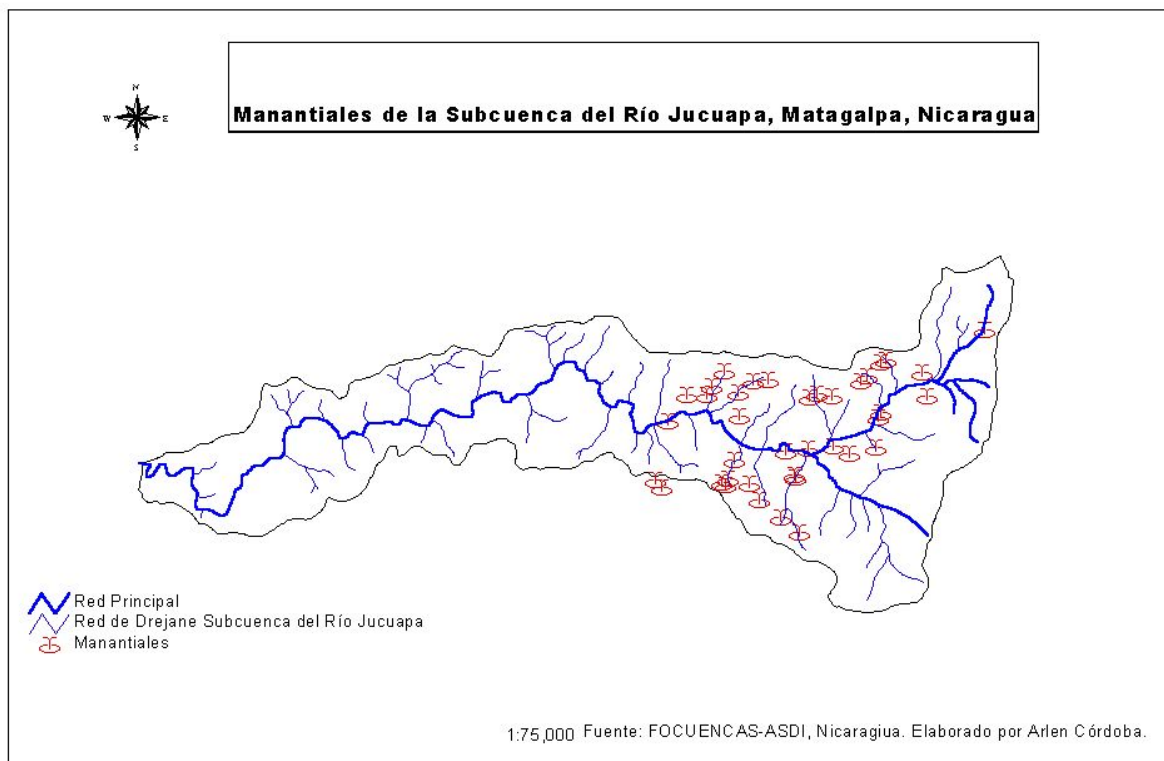 N
W E
S
Manantiales de la Subcuenca del Río Jucuapa, Matagalpa, Nicaragua
Red Principal
Red de Drejane Subcuenca del Río Jucuapa
Manantiales
1:75,000 Fuente: FOCUENCAS-ASDI, Nicaragiua. Elaborado por Arlen Córdoba.